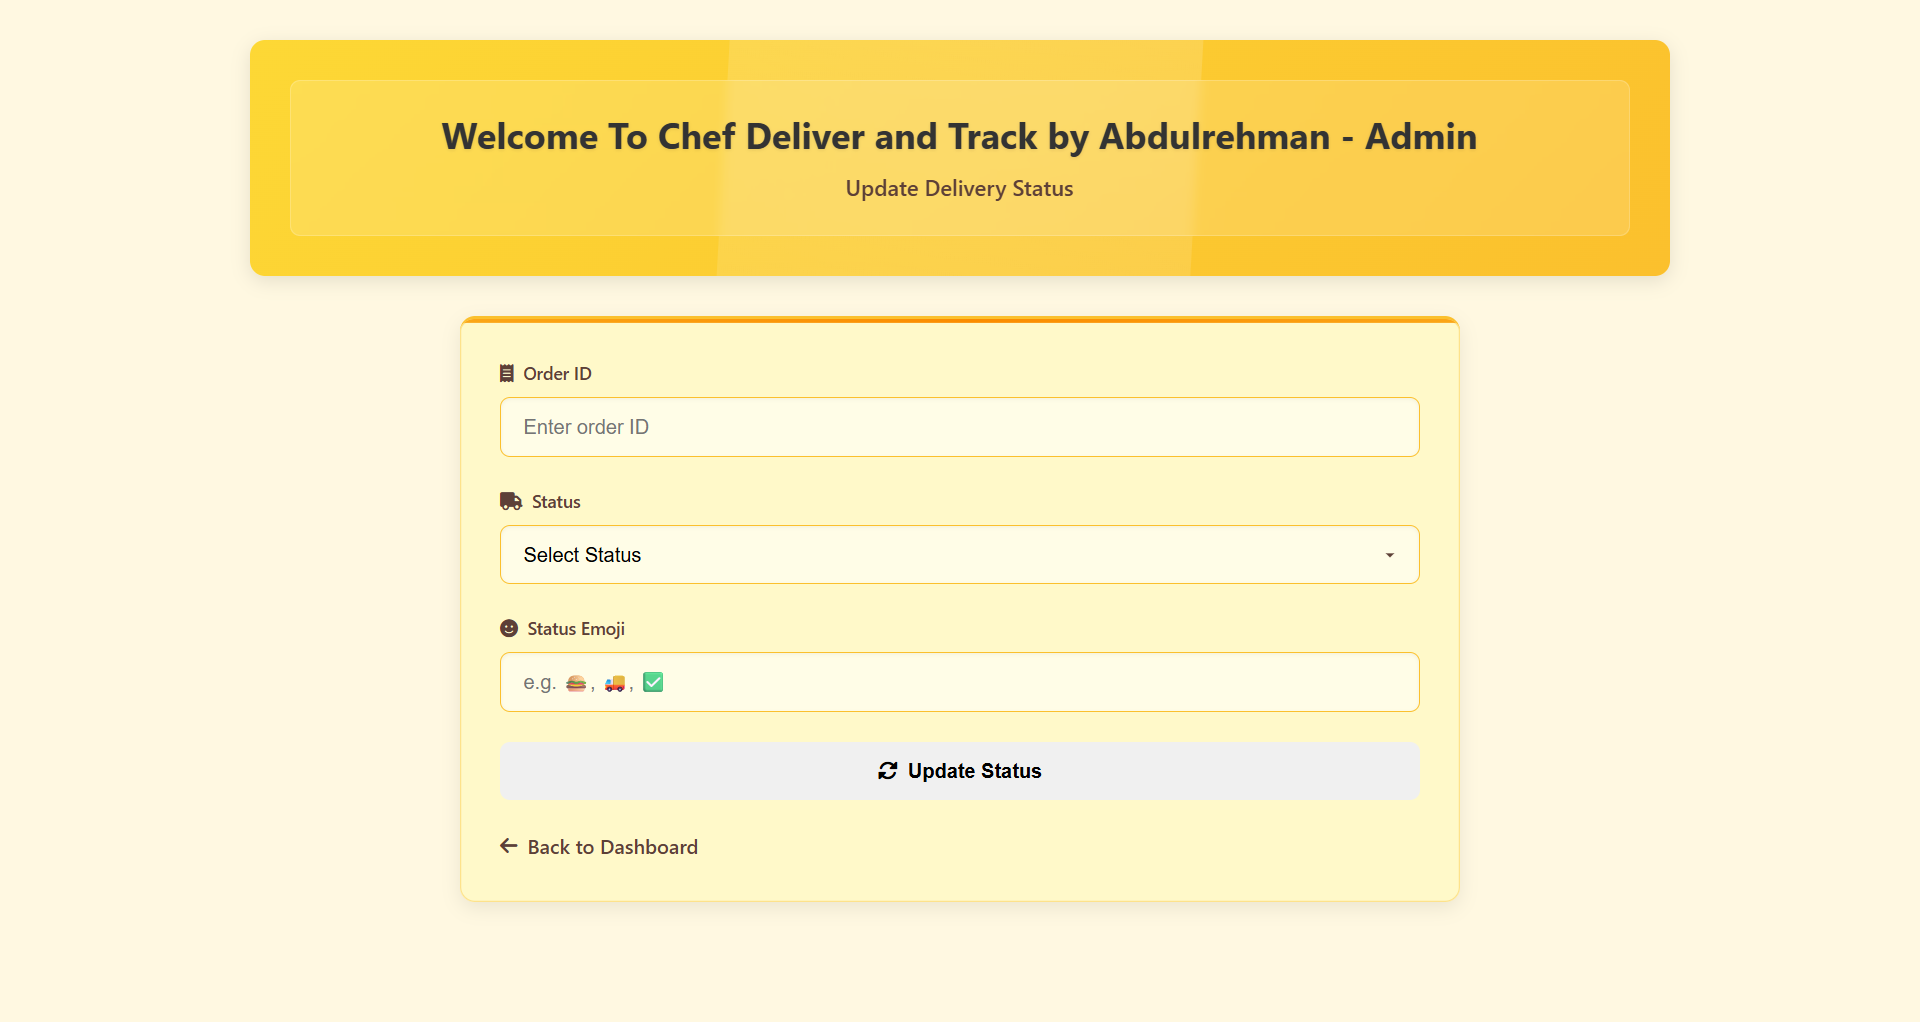 Welcome To Chef Deliver and Track by Abdulrehman - Admin
Update Delivery Status
Order ID
Enter order ID
Status
Select Status
Status Emoji
e.g. 🍔, 🚚, ✅
Update Status
Back to Dashboard